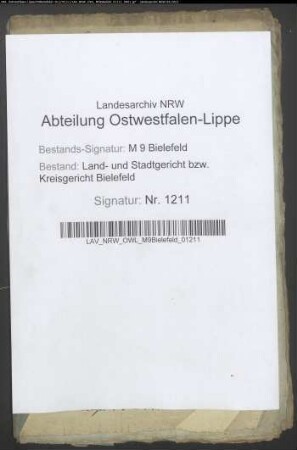 Landesarchiv NRW
Abteilung Ostwestfalen-Lippe
Bestands-Signatur: M 9 Bielefeld
Bestand: Land- und Stadtgericht bzw.
Kreisgericht Bielefeld
Signatur: Nr. 1211
LAV_NRW_OWL_M9Bielefeld_01211